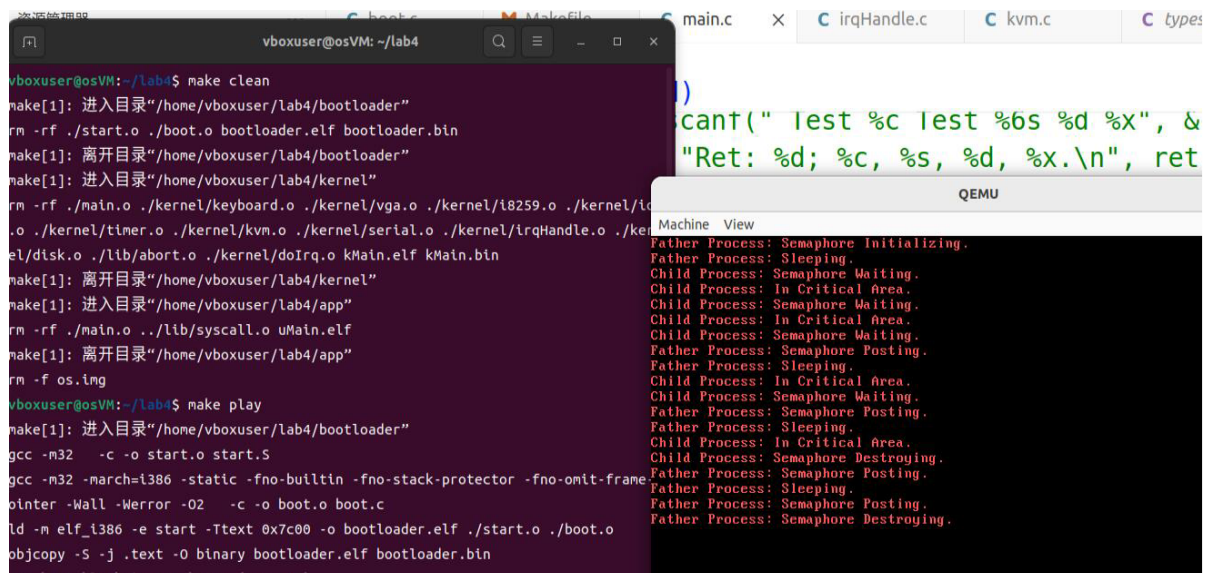 main.c × C irqHandle.c C kvm.c C types
vboxuser@osVM: ~/lab4
vboxuser@osVM:~/lab4$ make clean
make[1]: 进入目录“/home/vboxuser/lab4/bootloader”
rm -rf ./start.o ./boot.o bootloader.elf bootloader.bin
make[1]: 离开目录“/home/vboxuser/lab4/bootloader”
make[1]: 进入目录“/home/vboxuser/lab4/kernel”
rm -rf ./main.o ./kernel/keyboard.o ./kernel/vga.o ./kernel/i8259.o ./kernel/id
.o ./kernel/timer.o ./kernel/kvm.o ./kernel/serial.o ./kernel/irqHandle.o ./ker
el/disk.o ./lib/abort.o ./kernel/doIrq.o kMain.elf kMain.bin
make[1]: 离开目录“/home/vboxuser/lab4/kernel”
make[1]: 进入目录“/home/vboxuser/lab4/app”
rm -rf ./main.o ../lib/syscall.o uMain.elf
make[1]: 离开目录“/home/vboxuser/lab4/app”
rm -f os.img
vboxuser@osVM:~/lab4$ make play
make[1]: 进入目录“/home/vboxuser/lab4/bootloader”
gcc -m32 -c -o start.o start.S
gcc -m32 -march=i386 -static -fno-builtin -fno-stack-protector -fno-omit-frame-
ointer -Wall -Werror -O2 -c -o boot.o boot.c
ld -m elf_i386 -e start -Ttext 0x7c00 -o bootloader.elf ./start.o ./boot.o
objcopy -S -j .text -O binary bootloader.elf bootloader.bin
)
scanf(" Test %c Test %6s %d %x", &
"Ret: %d; %c, %s, %d, %x.\n", ret
QEMU
Machine View
Father Process: Semaphore Initializing.
Father Process: Sleeping.
Child Process: Semaphore Waiting.
Child Process: In Critical Area.
Child Process: Semaphore Waiting.
Child Process: In Critical Area.
Child Process: Semaphore Waiting.
Father Process: Semaphore Posting.
Father Process: Sleeping.
Child Process: In Critical Area.
Child Process: Semaphore Waiting.
Father Process: Semaphore Posting.
Father Process: Sleeping.
Child Process: In Critical Area.
Child Process: Semaphore Destroying.
Father Process: Semaphore Posting.
Father Process: Sleeping.
Father Process: Semaphore Posting.
Father Process: Semaphore Destroying.